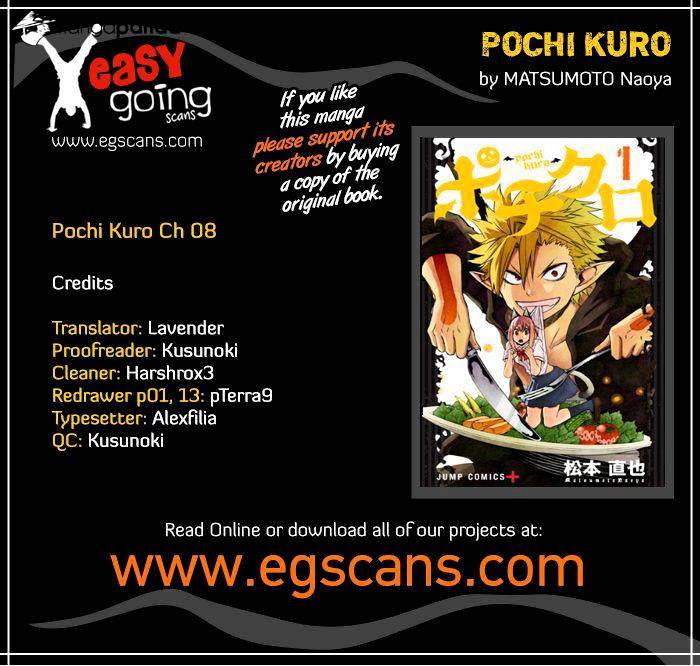 mangapanda
easy
going
scans
www.egscans.com
POCHI KURO
by MATSUMOTO Naoya
If you like
this manga
please support its
creators by buying
a copy of the
original book.
Pochi Kuro Ch 08
Credits
Translator: Lavender
Proofreader: Kusunoki
Cleaner: Harshrox3
Redrawer p01, 13: pTerra9
Typesetter: Alexfilia
QC: Kusunoki
pochi
kuro
1
ポチクロ
松本 直也
Matsumoto Naoya
JUMP COMICS+
Read Online or download all of our projects at:
www.egscans.com